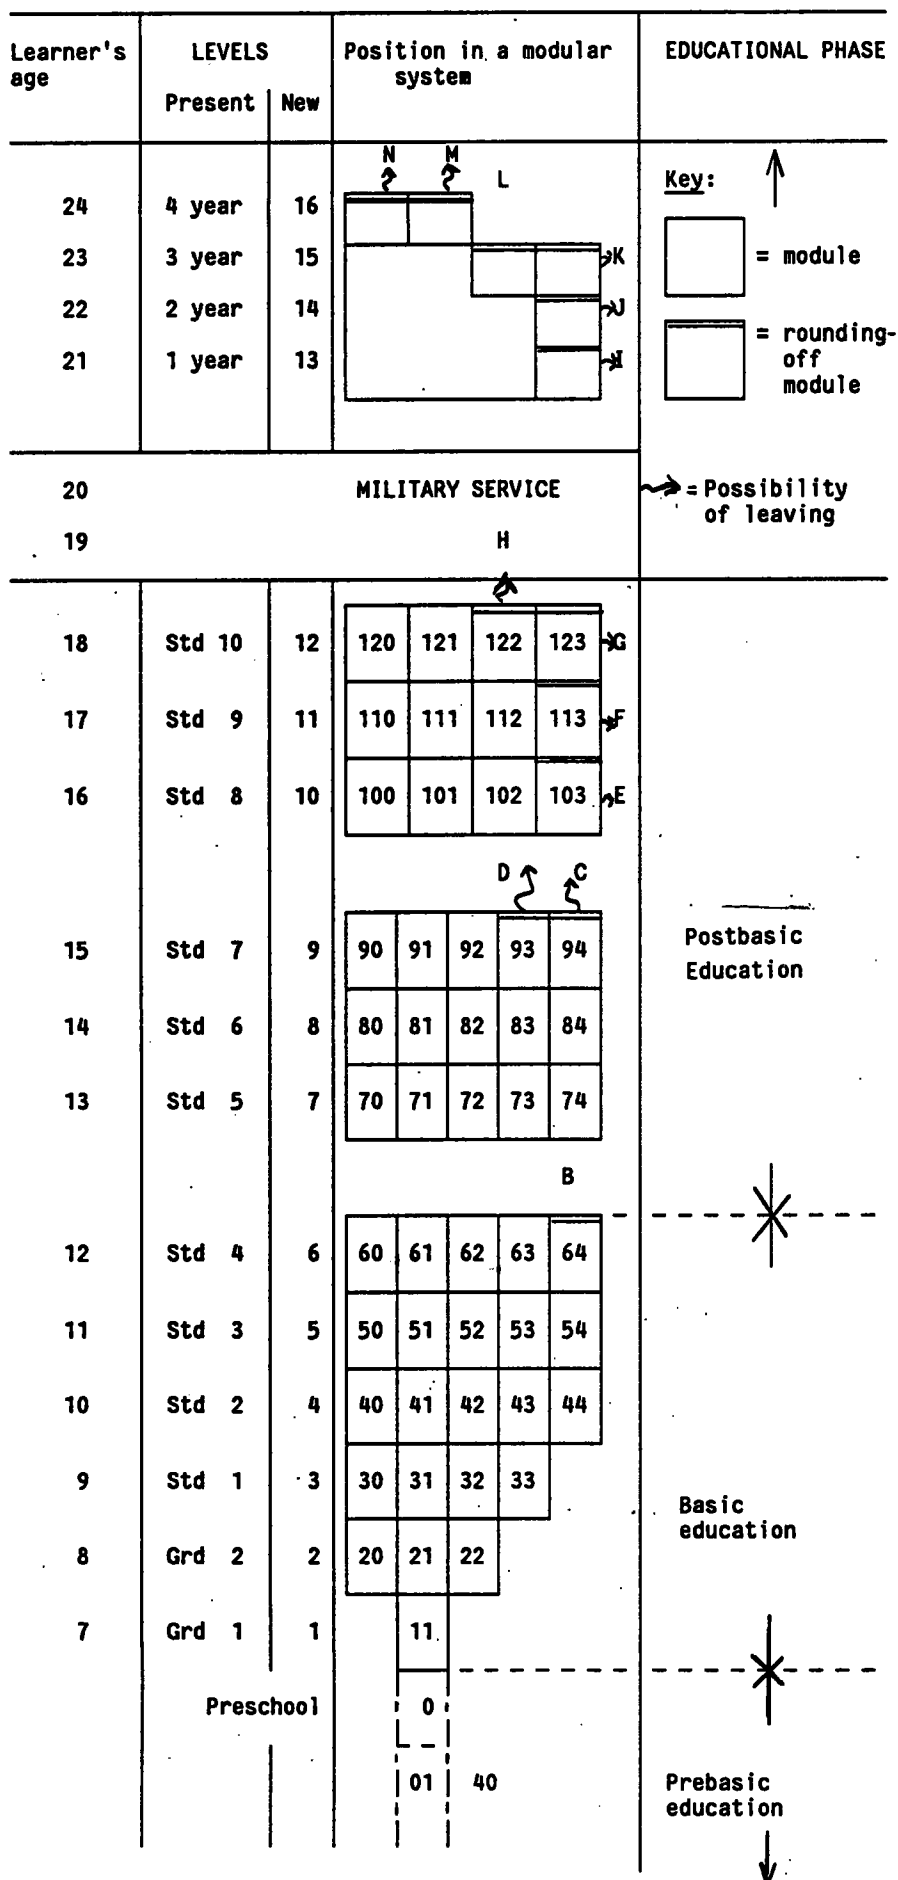 Learner's age LEVELS Position in a modular system EDUCATIONAL PHASE
Present New
N M L
Key:
24 4 year 16
23 3 year 15 K = module
22 2 year 14 J
21 1 year 13 I = rounding-off module
20 MILITARY SERVICE = Possibility of leaving
19 H
18 Std 10 12 120 121 122 123 G
17 Std 9 11 110 111 112 113 F
16 Std 8 10 100 101 102 103 E
D C
15 Std 7 9 90 91 92 93 94 Postbasic Education
14 Std 6 8 80 81 82 83 84
13 Std 5 7 70 71 72 73 74
B
12 Std 4 6 60 61 62 63 64
11 Std 3 5 50 51 52 53 54
10 Std 2 4 40 41 42 43 44
9 Std 1 3 30 31 32 33 Basic education
8 Grd 2 2 20 21 22
7 Grd 1 1 11
Preschool 0
01 40 Prebasic education